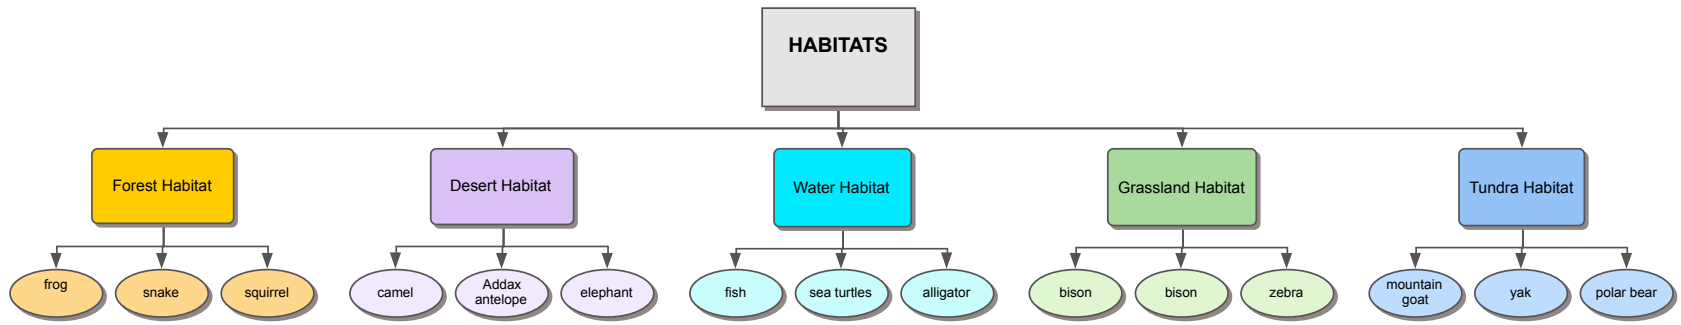 HABITATS
Forest Habitat
Desert Habitat
Water Habitat
Grassland Habitat
Tundra Habitat
frog
snake
squirrel
camel
Addax
antelope
elephant
fish
sea turtles
alligator
bison
bison
zebra
mountain
goat
yak
polar bear